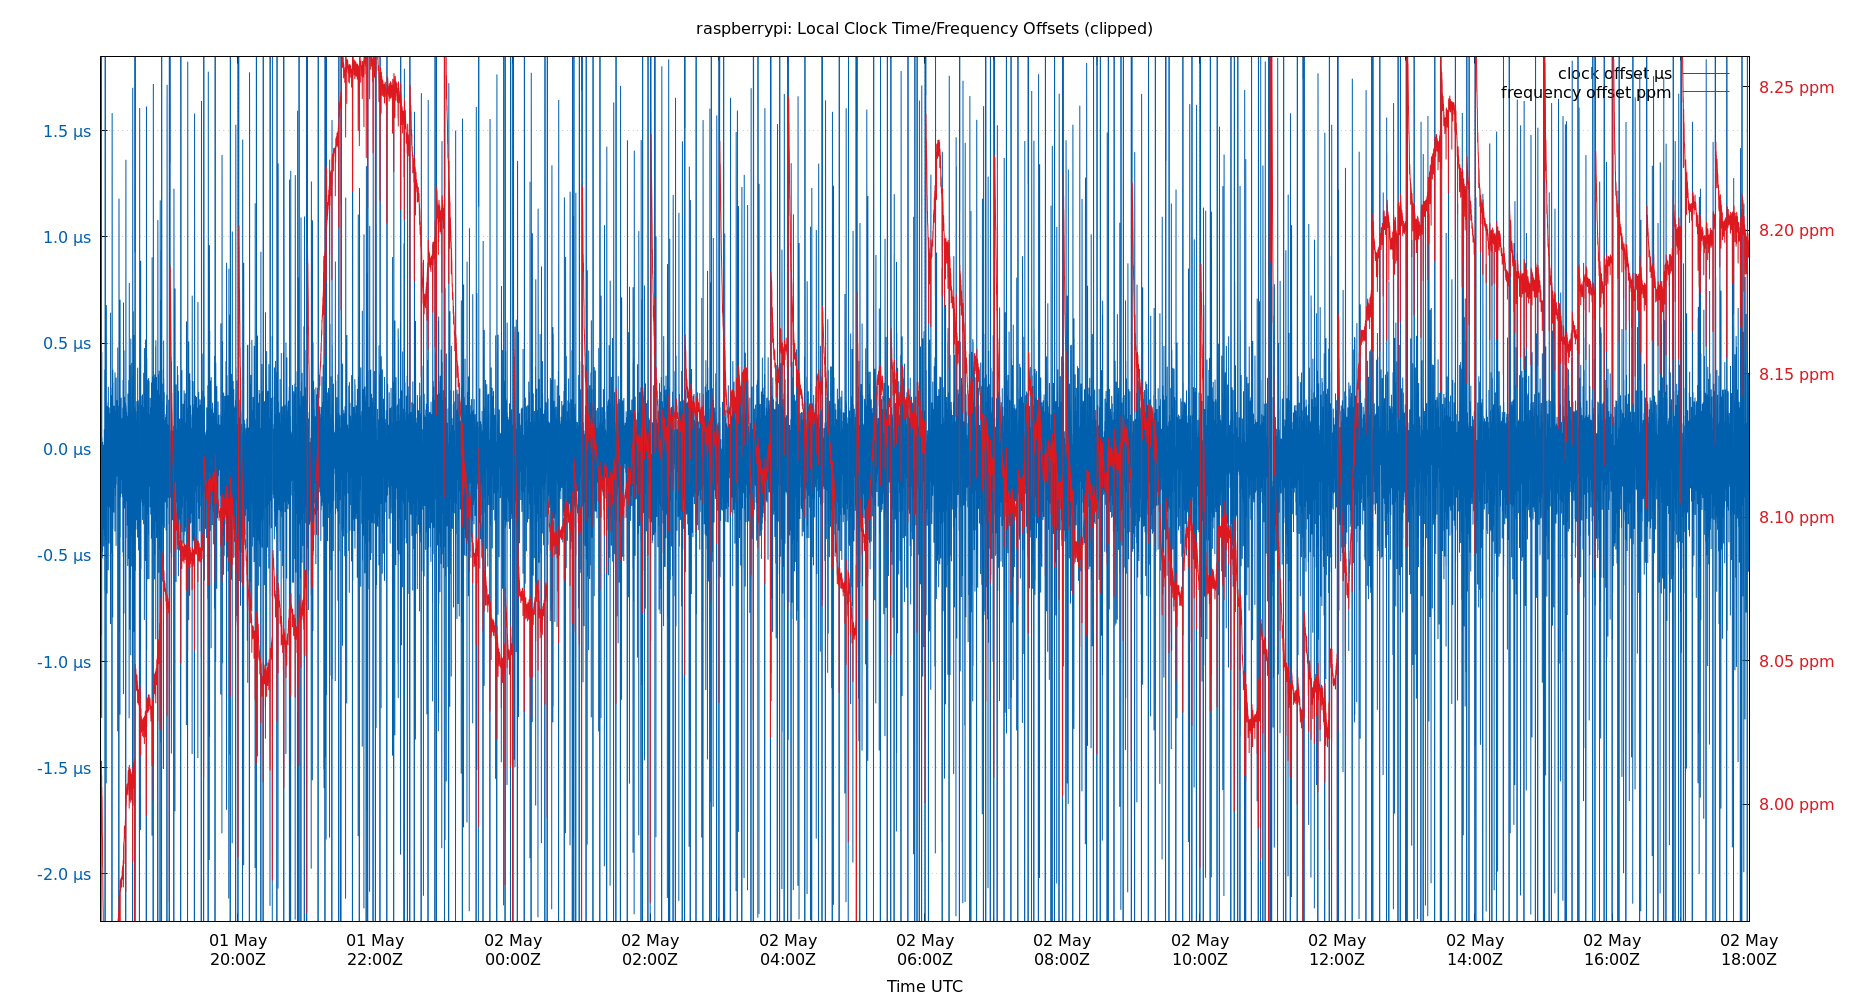 raspberrypi: Local Clock Time/Frequency Offsets (clipped)
clock offset µs
frequency offset ppm
1.5 µs
1.0 µs
0.5 µs
0.0 µs
-0.5 µs
-1.0 µs
-1.5 µs
-2.0 µs
8.25 ppm
8.20 ppm
8.15 ppm
8.10 ppm
8.05 ppm
8.00 ppm
01 May 01 May 02 May 02 May 02 May 02 May 02 May 02 May 02 May 02 May 02 May 02 May
20:00Z 22:00Z 00:00Z 02:00Z 04:00Z 06:00Z 08:00Z 10:00Z 12:00Z 14:00Z 16:00Z 18:00Z
Time UTC